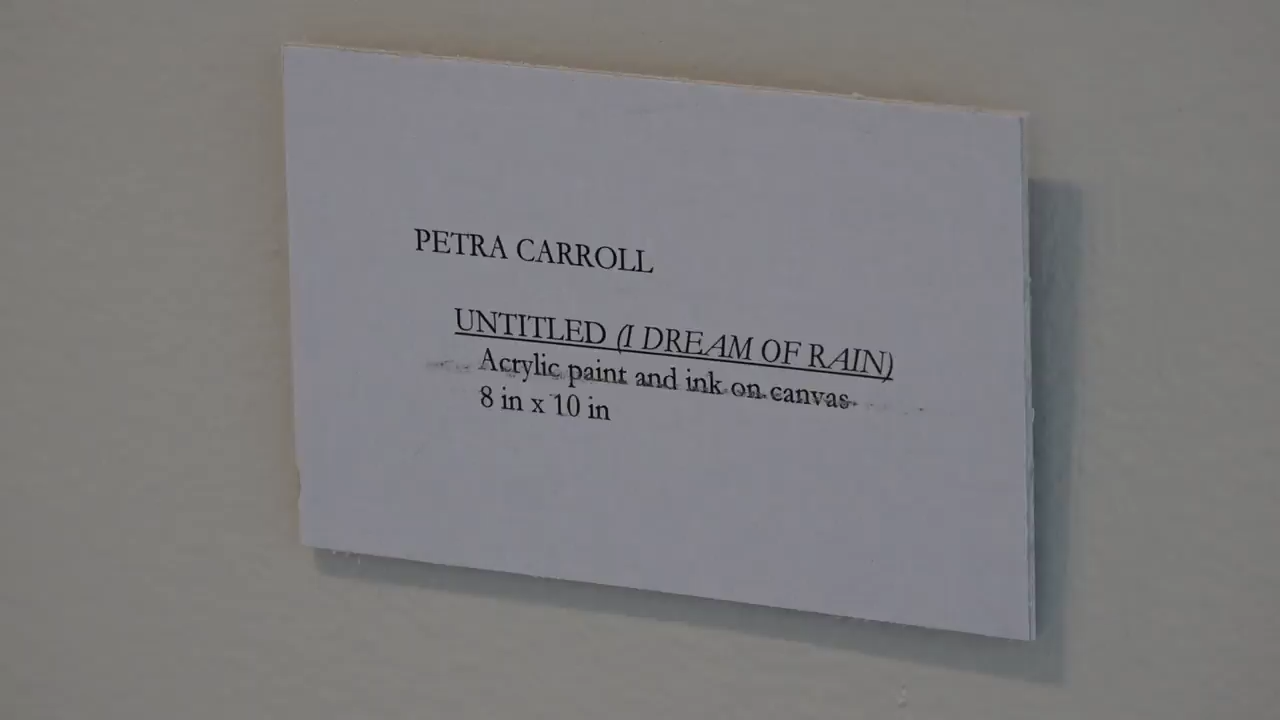 PETRA CARROLL
UNTITLED (I DREAM OF RAIN)
Acrylic paint and ink on canvas
8 in x 10 in